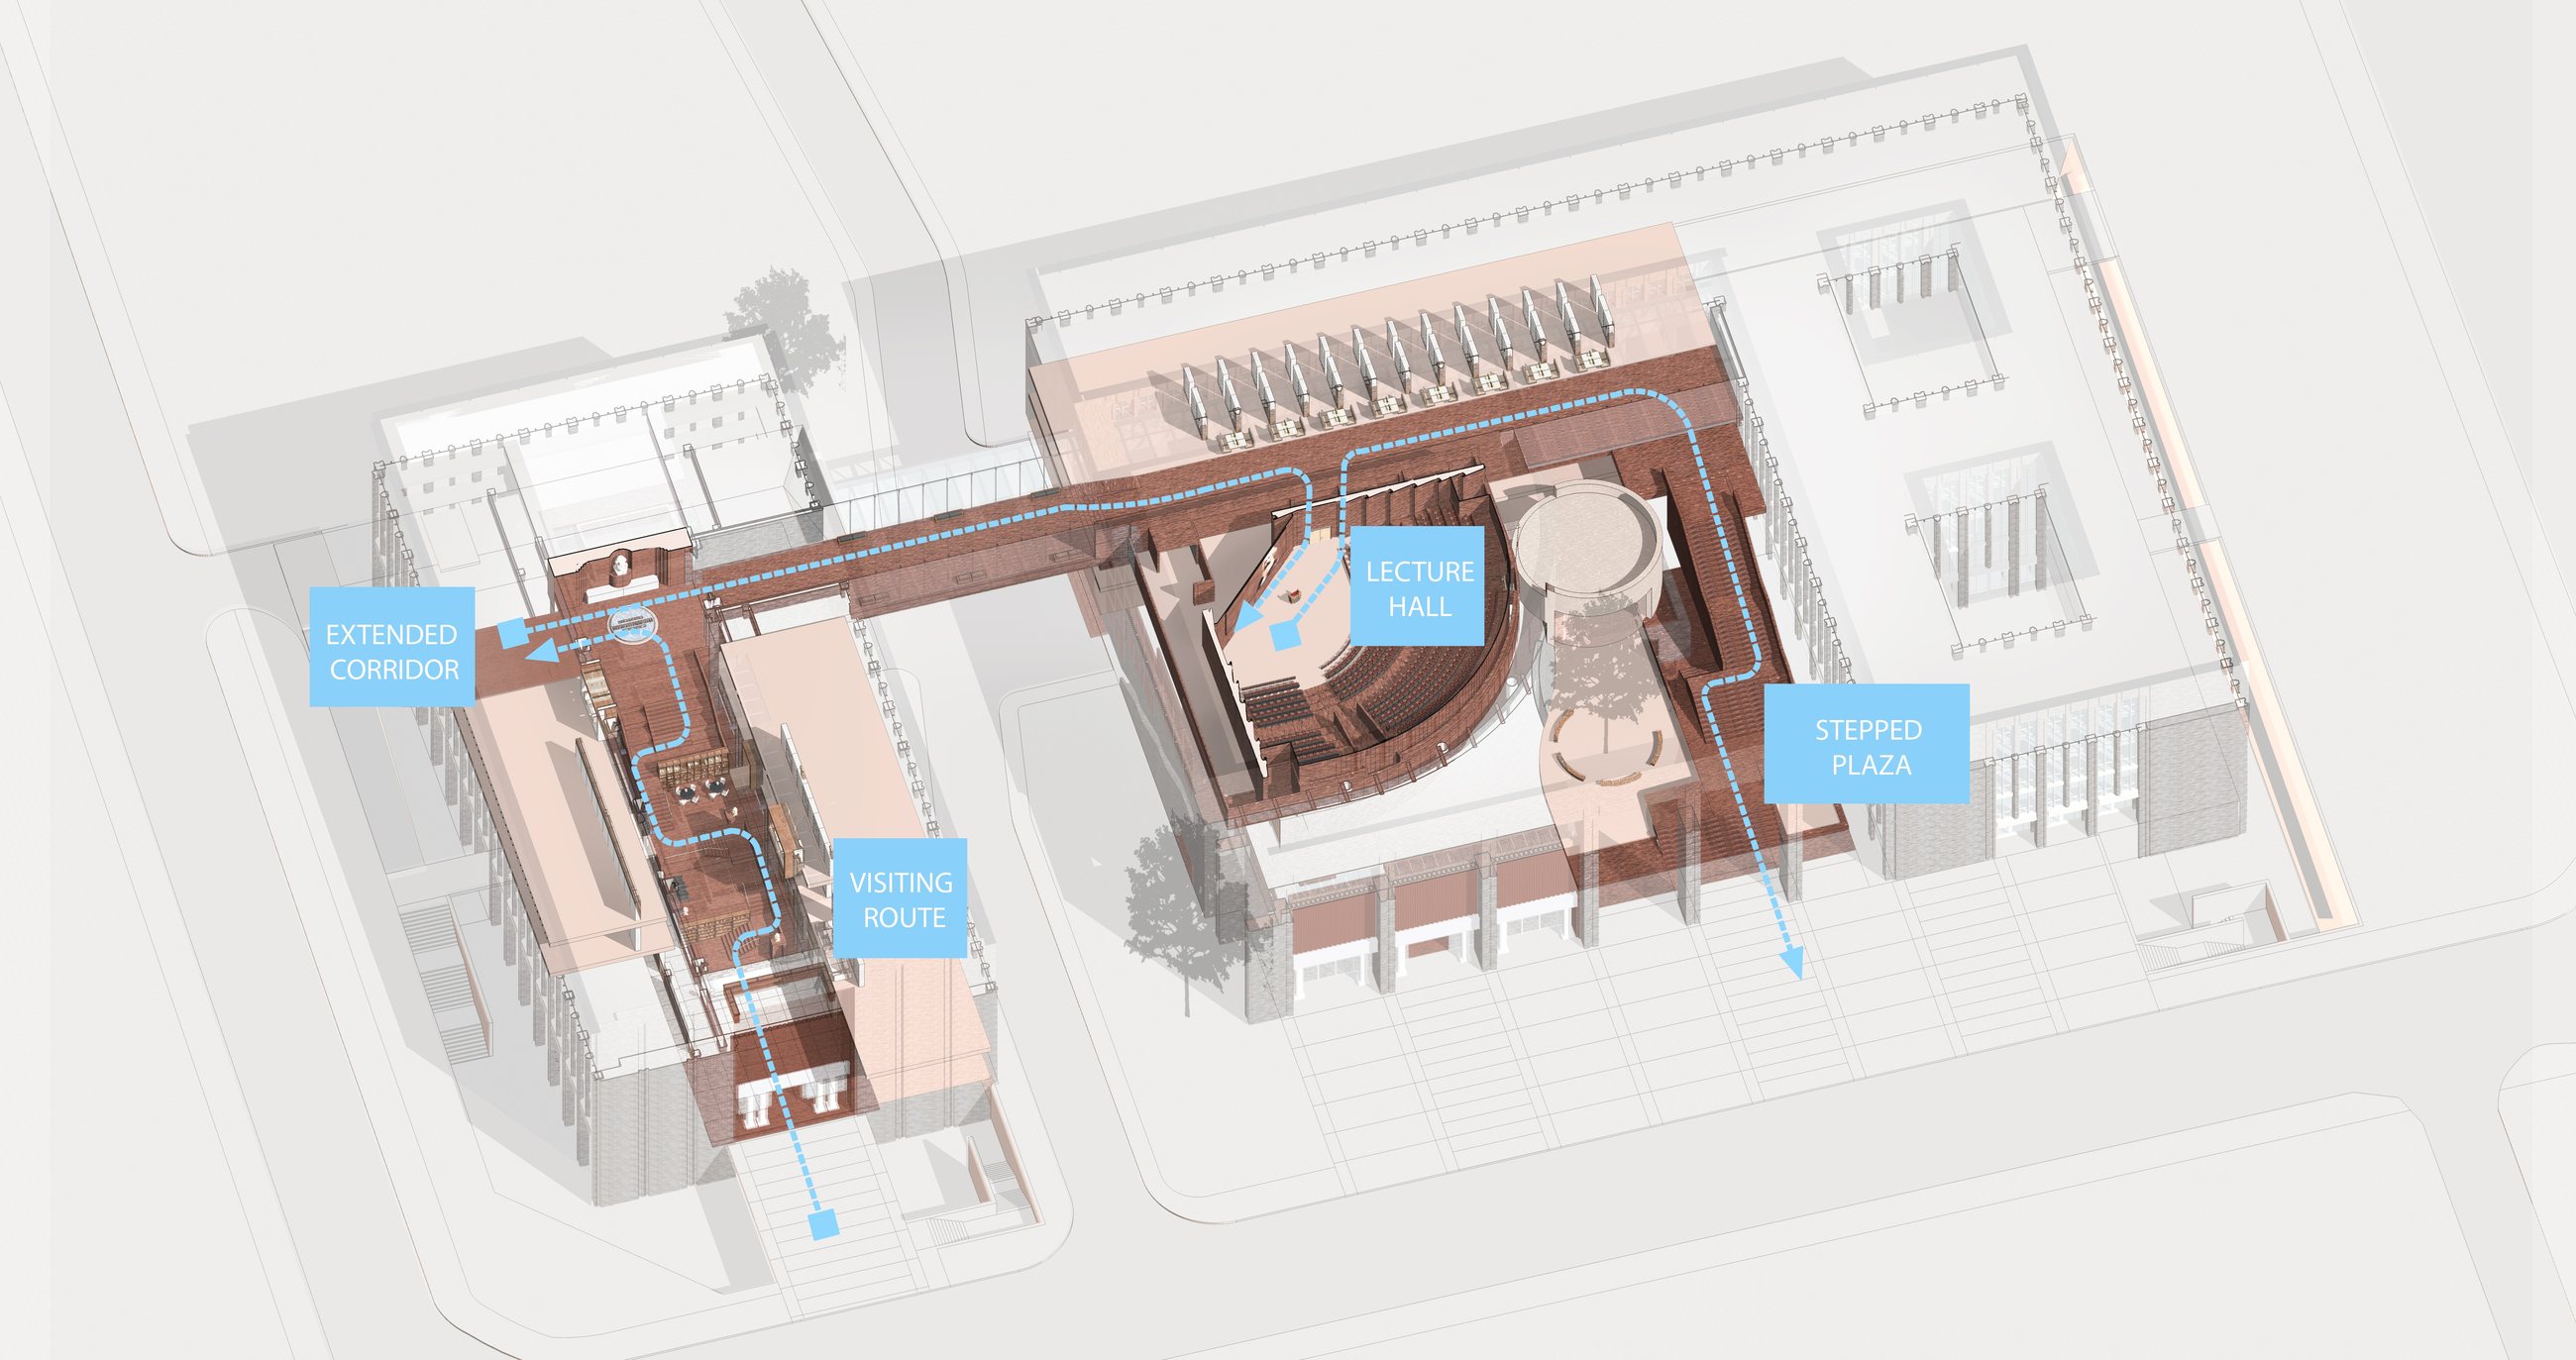 EXTENDED
CORRIDOR
LECTURE
HALL
STEPPED
PLAZA
VISITING
ROUTE